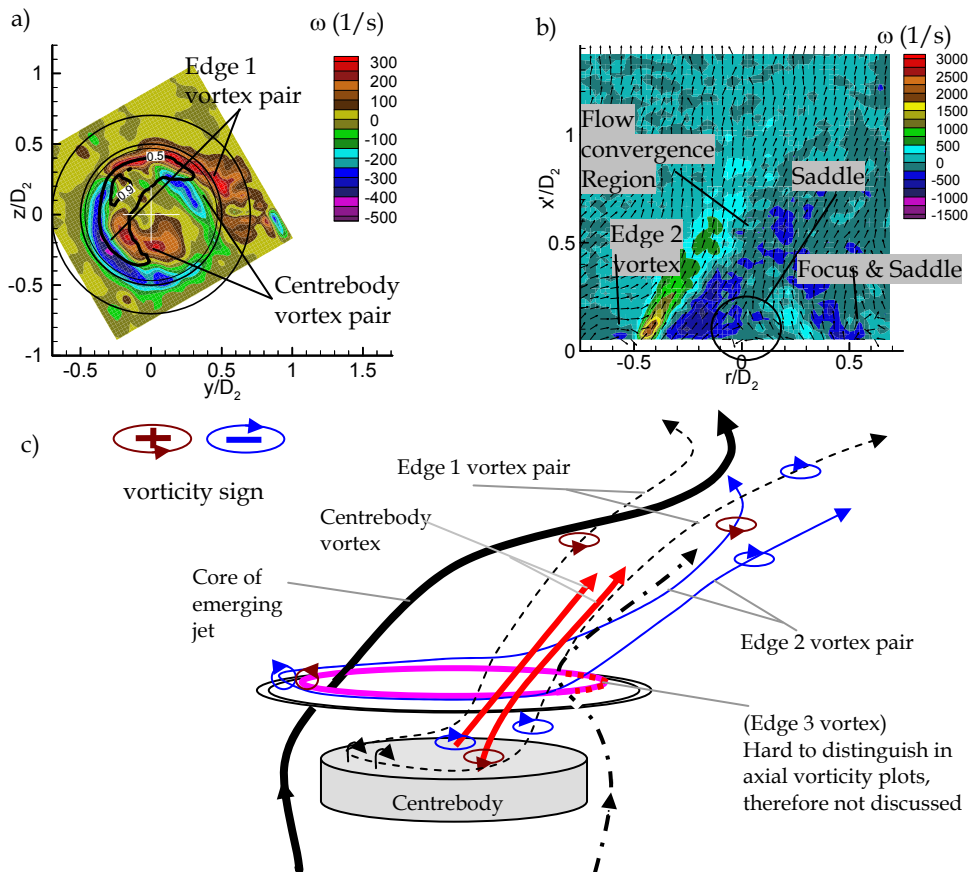 a)
ω (1/s)
Edge 1
vortex pair
300
200
100
0
-100
-200
-300
-400
-500
1
0.5
0
-0.5
-1
z/D2
0.5
0.9
Centrebody
vortex pair
-0.5
0
0.5
1
1.5
y/D2
b)
ω (1/s)
3000
2500
2000
1500
1000
500
0
-500
-1000
-1500
Flow
convergence
Region
Saddle
Edge 2
vortex
Focus & Saddle
1
0.5
0
x'/D2
-0.5
0
0.5
r/D2
c)
+
−
vorticity sign
Edge 1 vortex pair
Centrebody
vortex
Core of
emerging
jet
Edge 2 vortex pair
(Edge 3 vortex)
Hard to distinguish in
axial vorticity plots,
therefore not discussed
Centrebody